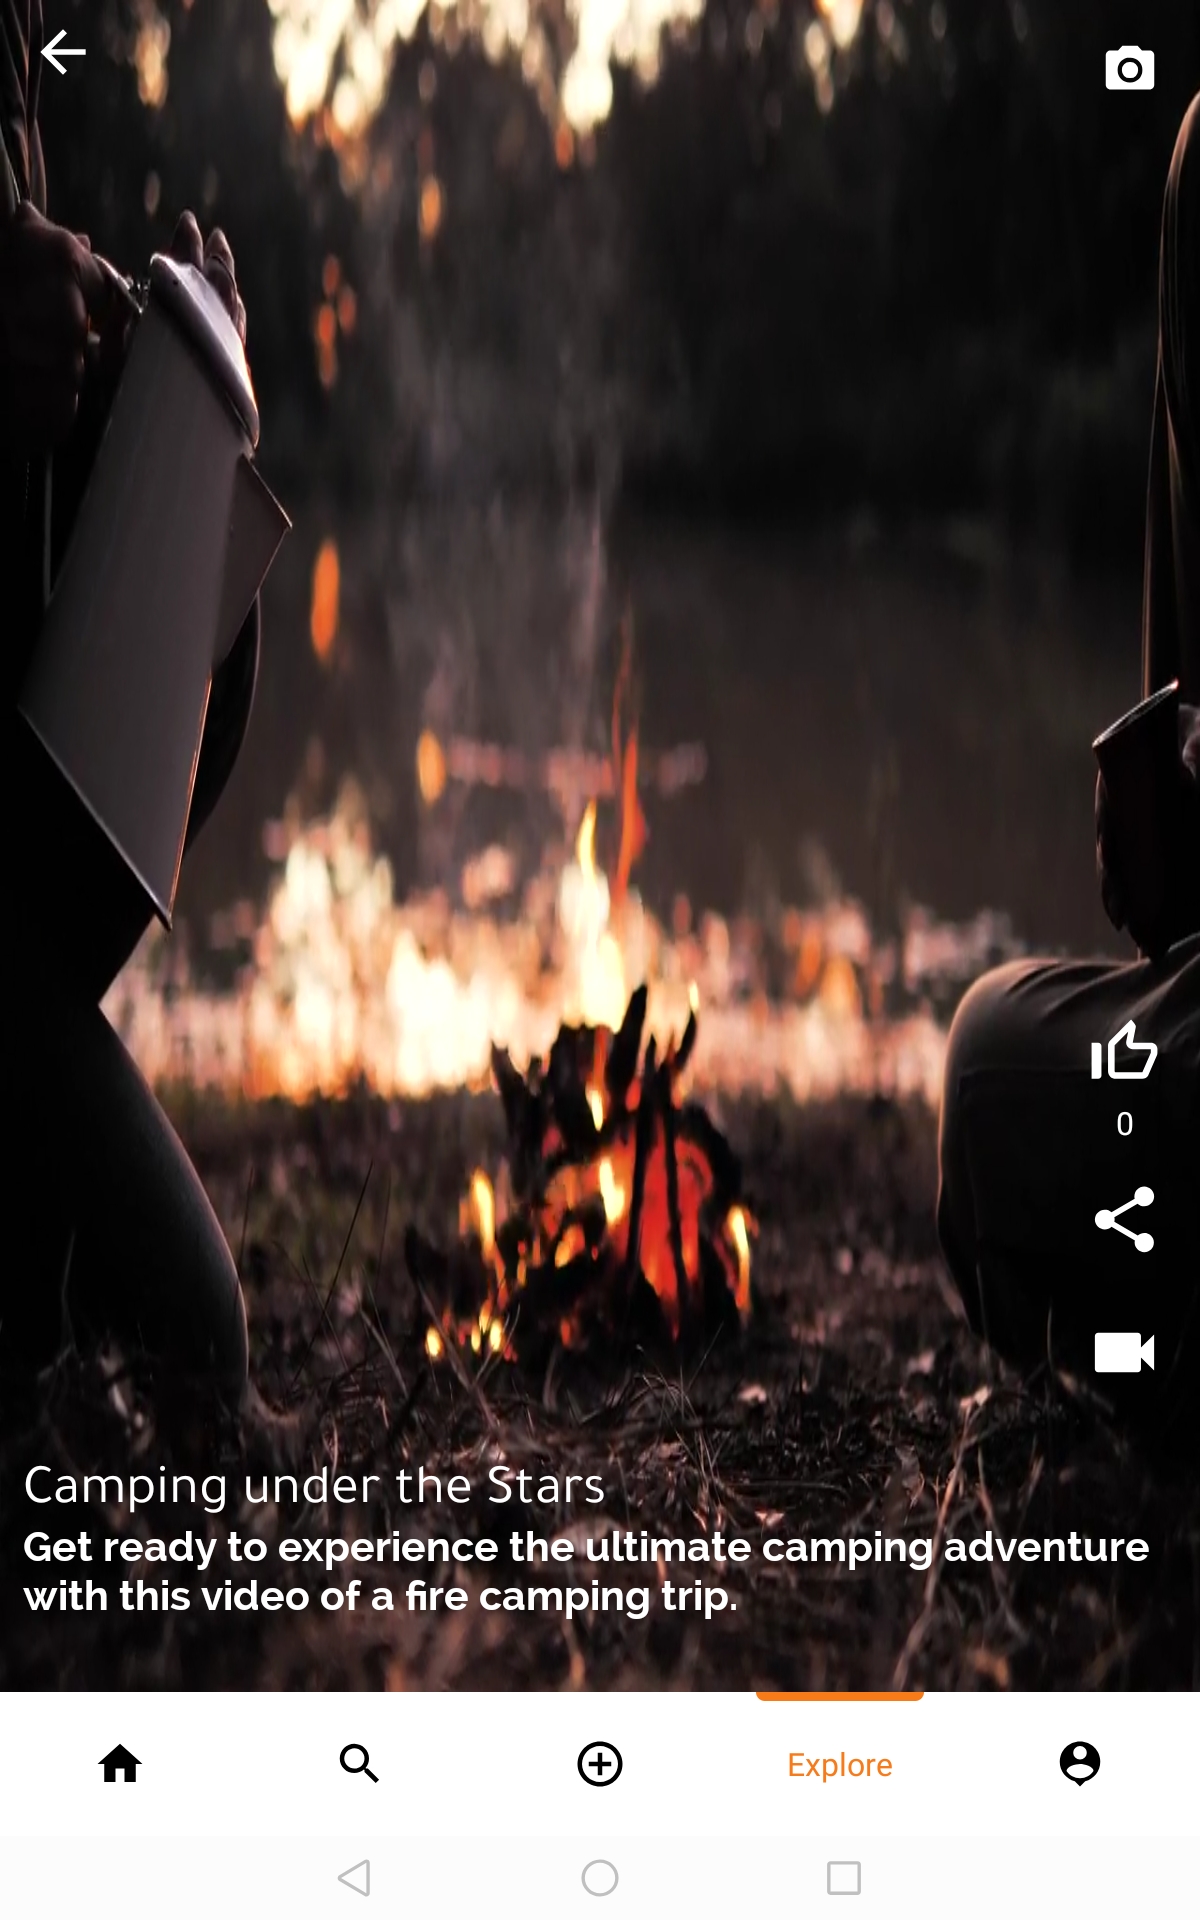 0
Camping under the Stars
Get ready to experience the ultimate camping adventure
with this video of a fire camping trip.
Explore